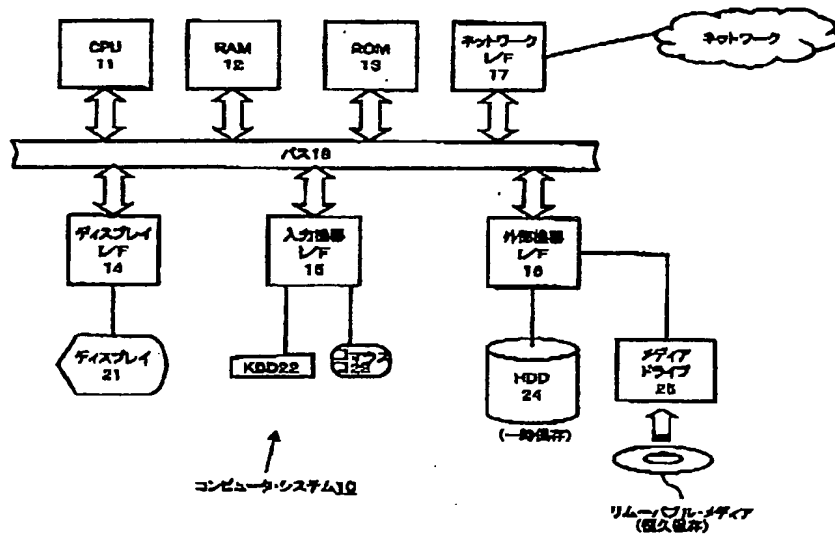 CPU
11
RAM
12
ROM
13
ネットワーク
I/F
17
ネットワーク
バス18
ディスプレイ
I/F
14
入力機器
I/F
15
外部機器
I/F
16
ディスプレイ
21
KBD22
マウス
23
HDD
24
(一時保存)
メディア
ドライブ
25
コンピュータ・システム10
リムーバブル・メディア
(恒久保存)